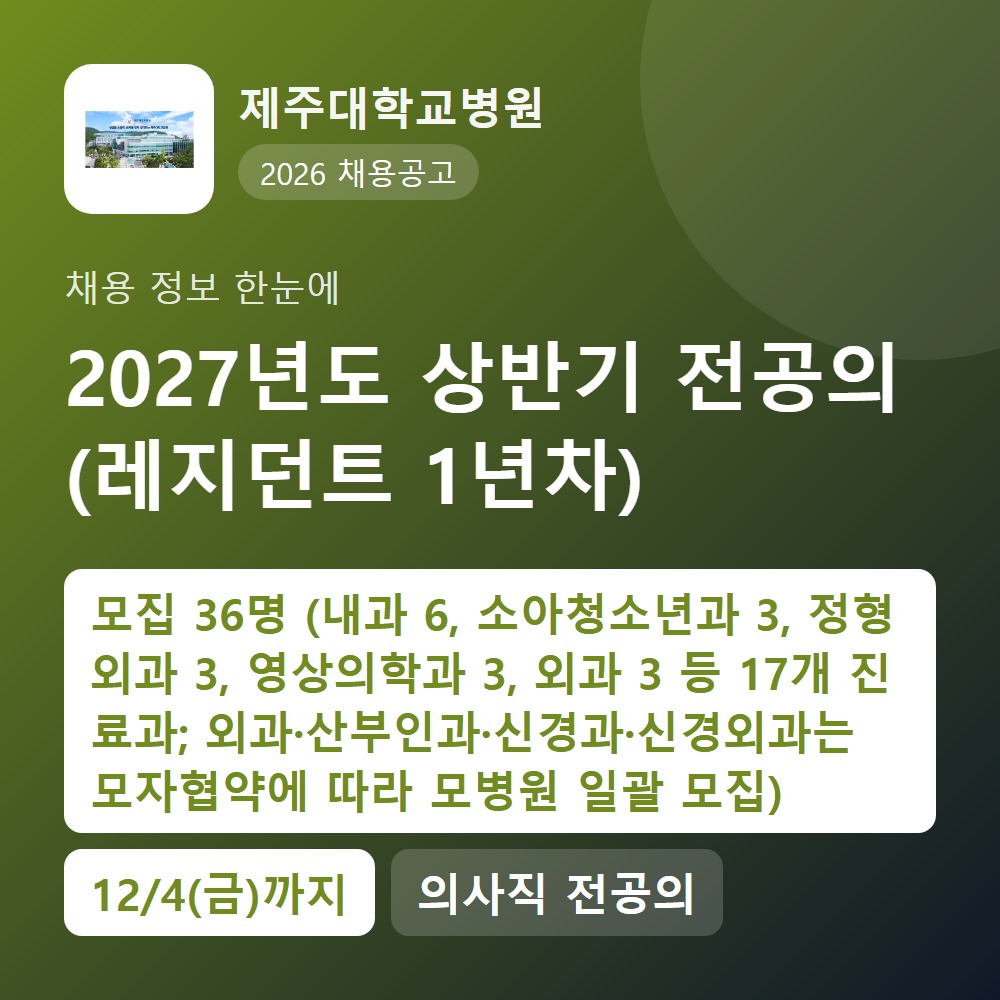 제주대학교병원
2026 채용공고
채용 정보 한눈에
2027년도 상반기 전공의
(레지던트 1년차)
모집 36명 (내과 6, 소아청소년과 3, 정형
외과 3, 영상의학과 3, 외과 3 등 17개 진
료과; 외과·산부인과·신경과·신경외과는
모자협약에 따라 모병원 일괄 모집)
12/4(금)까지
의사직 전공의